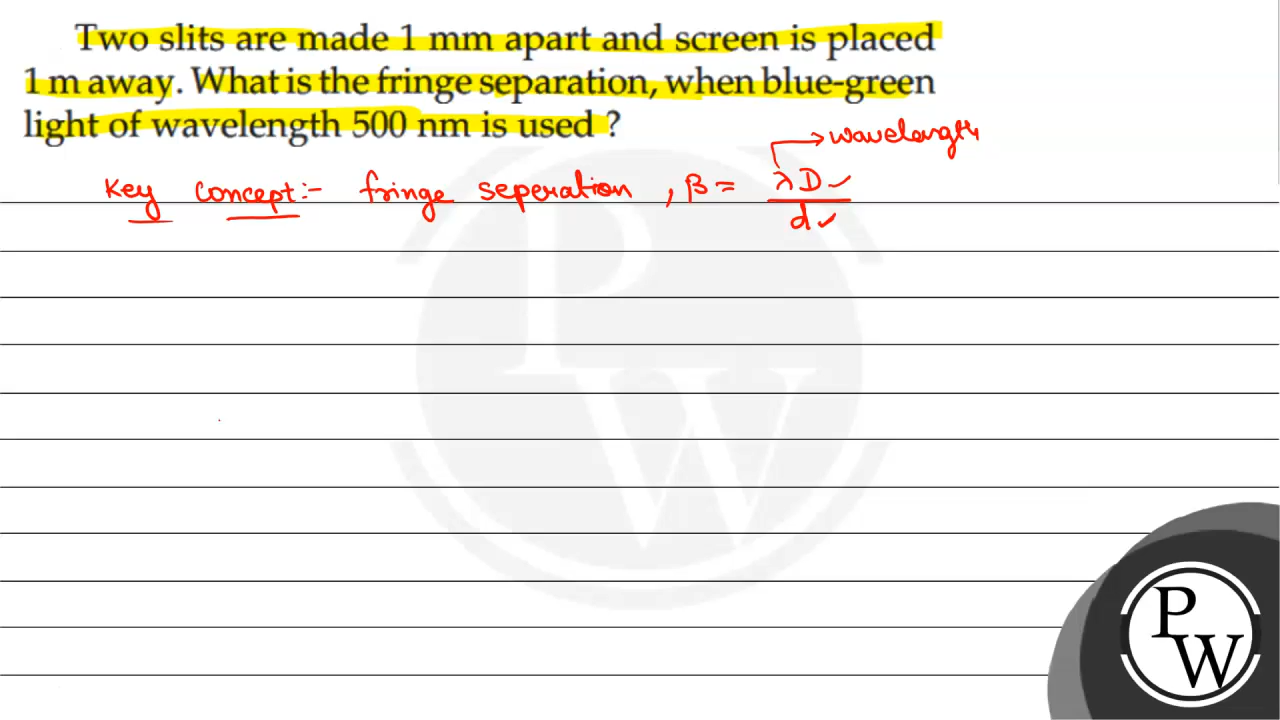 Two slits are made 1 mm apart and screen is placed
1 m away. What is the fringe separation, when blue-green
light of wavelength 500 nm is used ?
→ wavelength
Key concept:- fringe seperation , β = λD✓
d✓
P
W
P
W